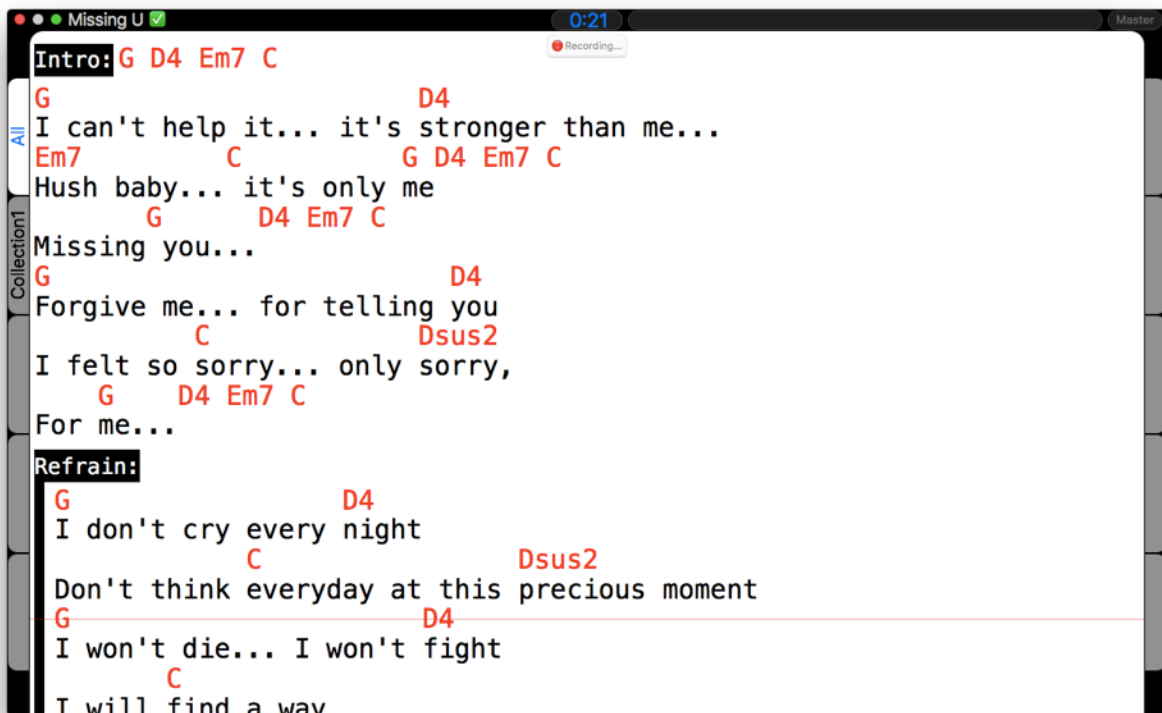 Missing U ✅ 0:21 Master
Recording...
All
Collection1
Intro: G D4 Em7 C
G                       D4
I can't help it... it's stronger than me...
Em7         C          G D4 Em7 C
Hush baby... it's only me
       G      D4 Em7 C
Missing you...
G                         D4
Forgive me... for telling you
          C             Dsus2
I felt so sorry... only sorry,
    G    D4 Em7 C
For me...
Refrain:
G                 D4
I don't cry every night
            C                Dsus2
Don't think everyday at this precious moment
G                      D4
I won't die... I won't fight
       C
I will find a way